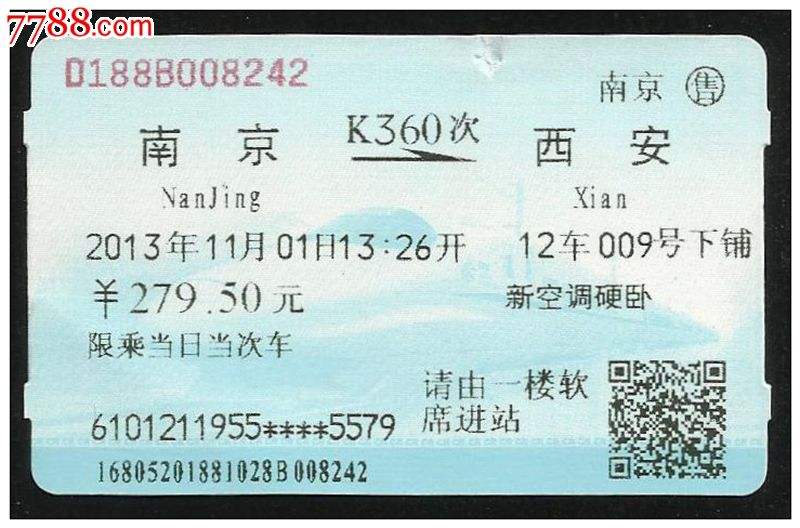 7788.com
D188B008242
南京 售
南京 K360次 西安
NanJing Xian
2013年11月01日13:26开 12车009号下铺
￥279.50元 新空调硬卧
限乘当日当次车
请由一楼软
席进站
6101211955****5579
16805201881028B008242